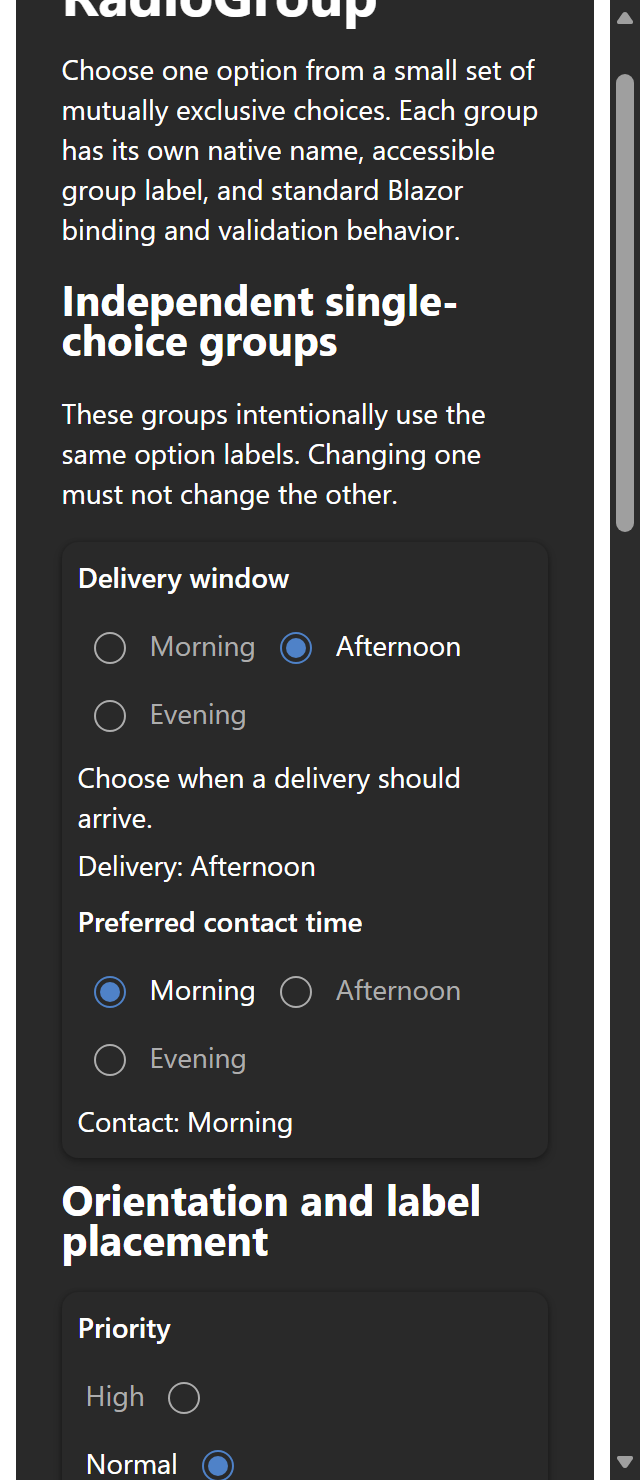 RadioGroup
Choose one option from a small set of
mutually exclusive choices. Each group
has its own native name, accessible
group label, and standard Blazor
binding and validation behavior.
Independent single-
choice groups
These groups intentionally use the
same option labels. Changing one
must not change the other.
Delivery window
Morning Afternoon
Evening
Choose when a delivery should
arrive.
Delivery: Afternoon
Preferred contact time
Morning Afternoon
Evening
Contact: Morning
Orientation and label
placement
Priority
High
Normal